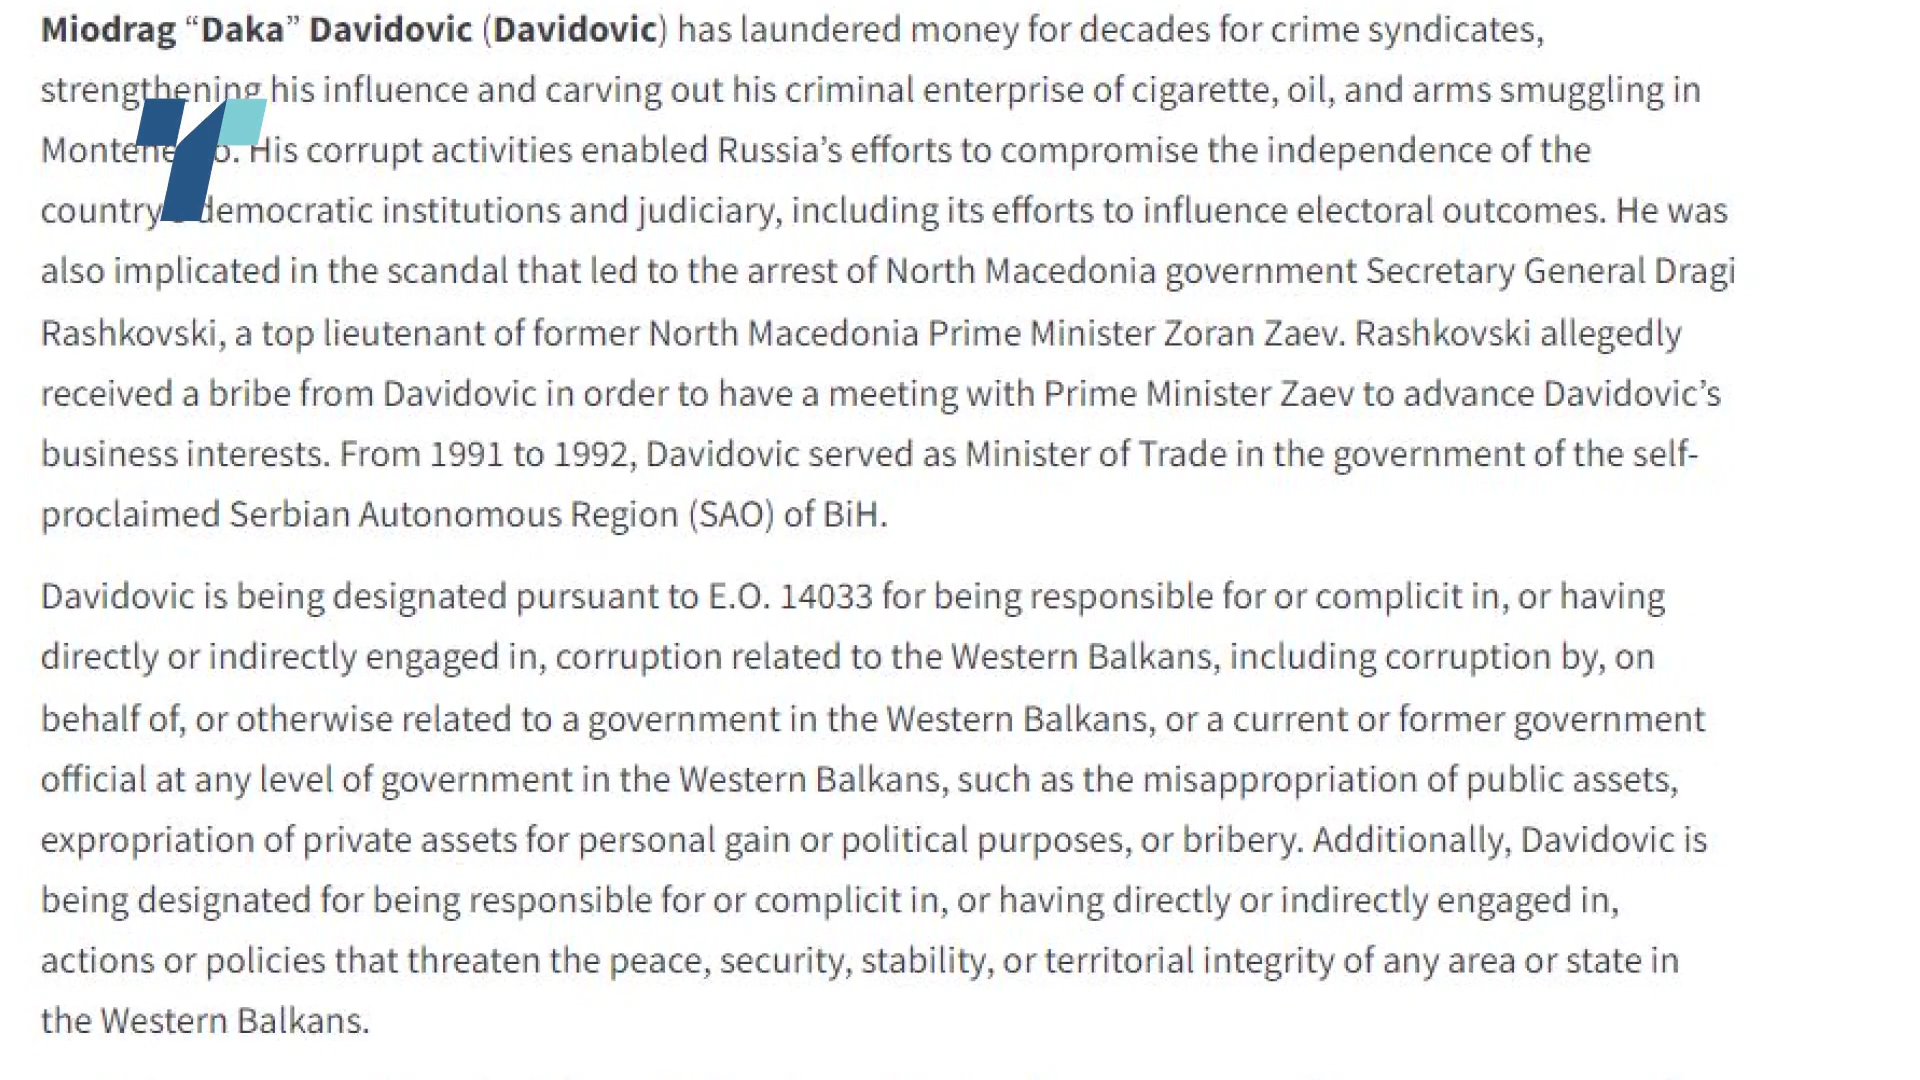 Miodrag “Daka” Davidovic (Davidovic) has laundered money for decades for crime syndicates,
strengthening his influence and carving out his criminal enterprise of cigarette, oil, and arms smuggling in
His corrupt activities enabled Russia’s efforts to compromise the independence of the
democratic institutions and judiciary, including its efforts to influence electoral outcomes. He was
also implicated in the scandal that led to the arrest of North Macedonia government Secretary General Dragi
Rashkovski, a top lieutenant of former North Macedonia Prime Minister Zoran Zaev. Rashkovski allegedly
received a bribe from Davidovic in order to have a meeting with Prime Minister Zaev to advance Davidovic’s
business interests. From 1991 to 1992, Davidovic served as Minister of Trade in the government of the self-
proclaimed Serbian Autonomous Region (SAO) of BiH.
Davidovic is being designated pursuant to E.O. 14033 for being responsible for or complicit in, or having
directly or indirectly engaged in, corruption related to the Western Balkans, including corruption by, on
behalf of, or otherwise related to a government in the Western Balkans, or a current or former government
official at any level of government in the Western Balkans, such as the misappropriation of public assets,
expropriation of private assets for personal gain or political purposes, or bribery. Additionally, Davidovic is
being designated for being responsible for or complicit in, or having directly or indirectly engaged in,
actions or policies that threaten the peace, security, stability, or territorial integrity of any area or state in
the Western Balkans.